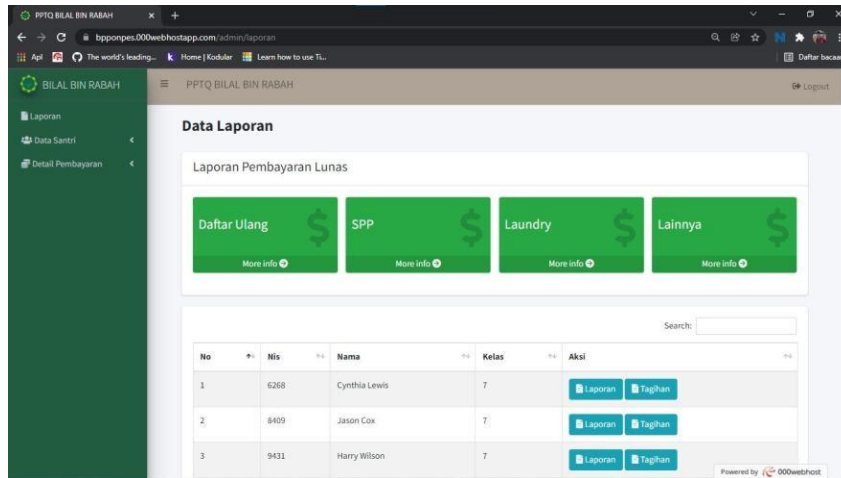 PPTQ BILAL BIN RABAH
bpponpes.000webhostapp.com/admin/laporan
Apl The world's leading... Home | Kodular Learn how to use Ti... Daftar bacaan
BILAL BIN RABAH PPTQ BILAL BIN RABAH Logout
Laporan
Data Santri
Detail Pembayaran
Data Laporan
Laporan Pembayaran Lunas
Daftar Ulang SPP Laundry Lainnya
More info More info More info More info
Search:
No Nis Nama Kelas Aksi
1 6268 Cynthia Lewis 7 Laporan Tagihan
2 8409 Jason Cox 7 Laporan Tagihan
3 9431 Harry Wilson 7 Laporan Tagihan
Powered by 000webhost